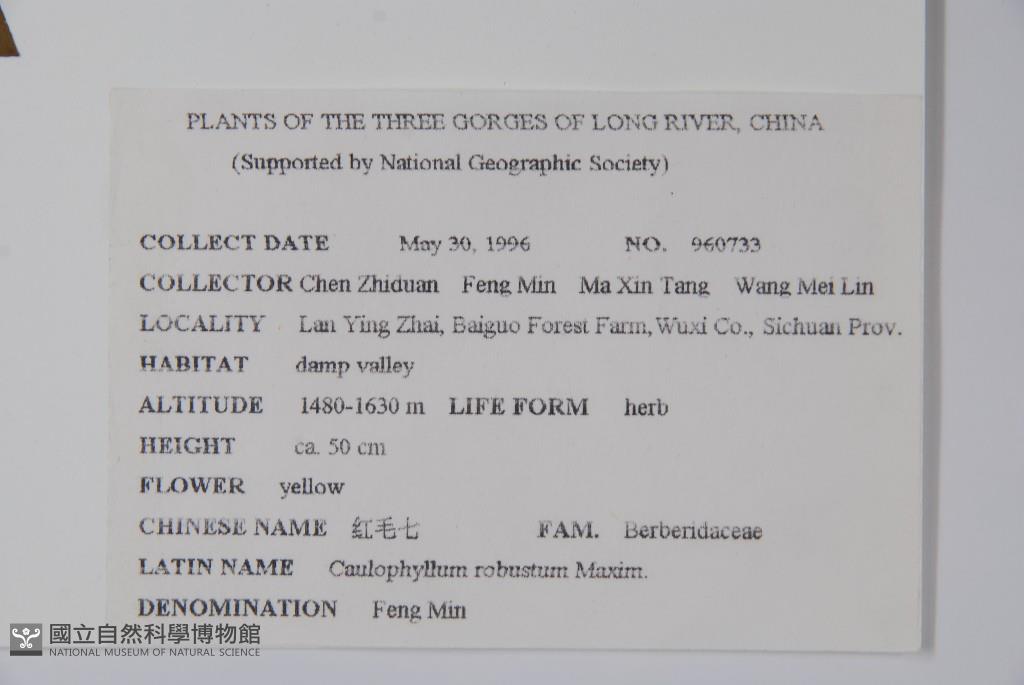 PLANTS OF THE THREE GORGES OF LONG RIVER, CHINA
(Supported by National Geographic Society)
COLLECT DATE May 30, 1996 NO. 960733
COLLECTOR Chen Zhiduan Feng Min Ma Xin Tang Wang Mei Lin
LOCALITY Lan Ying Zhai, Baiguo Forest Farm, Wuxi Co., Sichuan Prov.
HABITAT damp valley
ALTITUDE 1480-1630 m LIFE FORM herb
HEIGHT ca. 50 cm
FLOWER yellow
CHINESE NAME 红毛七 FAM. Berberidaceae
LATIN NAME Caulophyllum robustum Maxim.
DENOMINATION Feng Min
國立自然科學博物館
NATIONAL MUSEUM OF NATURAL SCIENCE